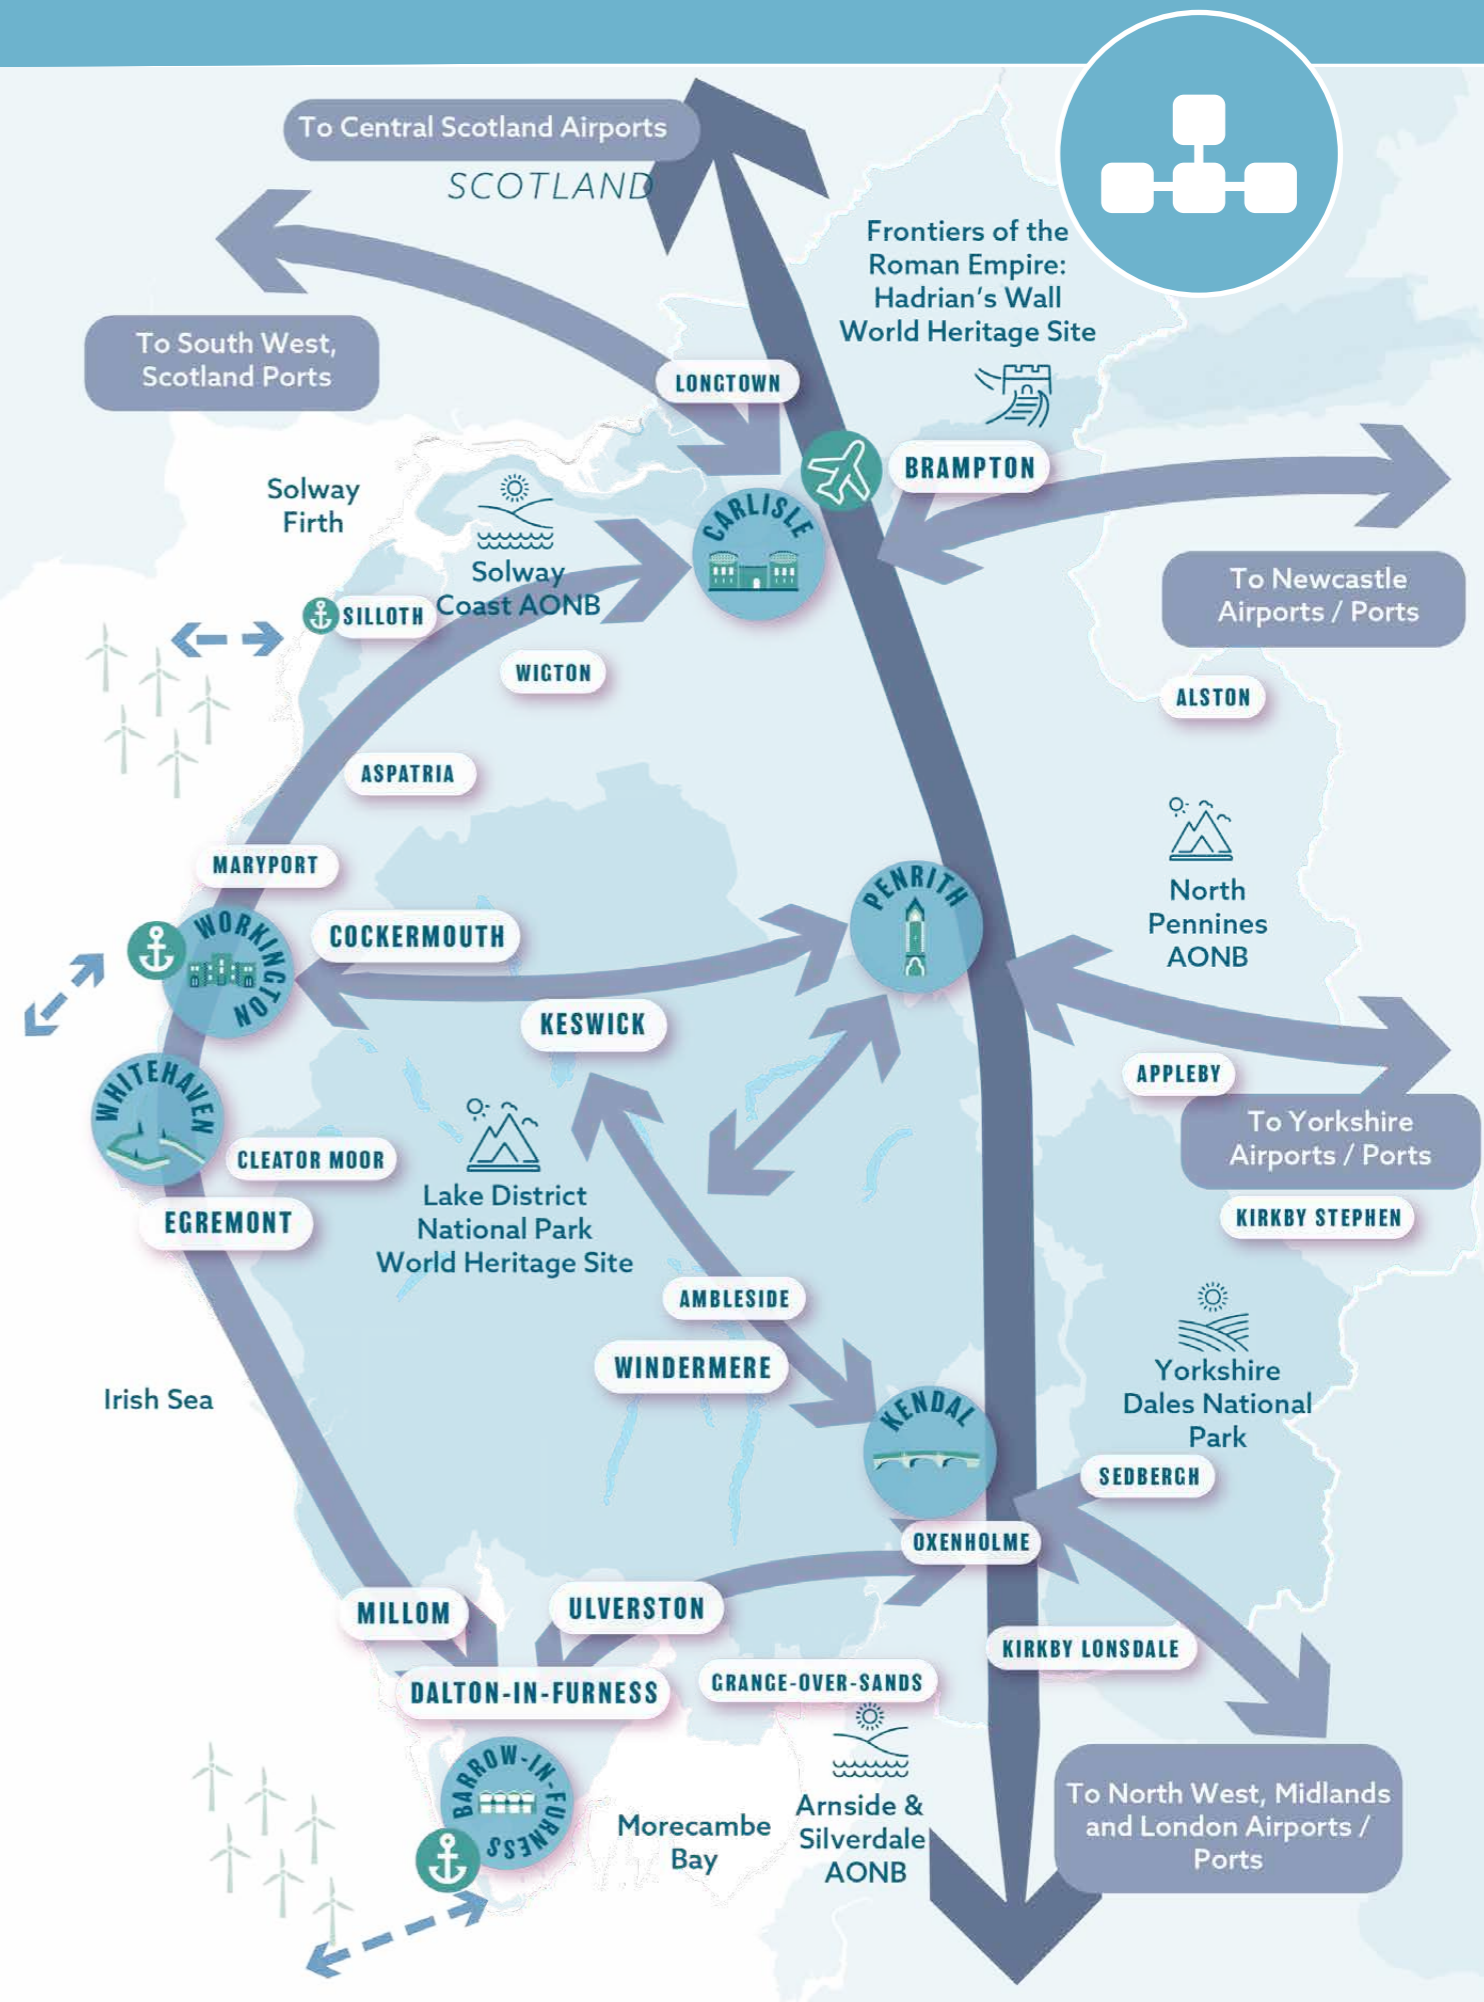 To Central Scotland Airports
SCOTLAND
Frontiers of the
Roman Empire:
Hadrian's Wall
World Heritage Site
To South West,
Scotland Ports
LONGTOWN
BRAMPTON
Solway
Firth
CARLISLE
Solway
Coast AONB
To Newcastle
Airports / Ports
SILLOTH
WIGTON
ALSTON
ASPATRIA
MARYPORT
PENRITH
North
Pennines
AONB
WORKINGTON
COCKERMOUTH
KESWICK
APPLEBY
WHITEHAVEN
To Yorkshire
Airports / Ports
CLEATOR MOOR
Lake District
National Park
World Heritage Site
EGREMONT
KIRKBY STEPHEN
AMBLESIDE
WINDERMERE
Irish Sea
Yorkshire
Dales National
Park
KENDAL
SEDBERGH
OXENHOLME
MILLOM
ULVERSTON
KIRKBY LONSDALE
DALTON-IN-FURNESS
GRANGE-OVER-SANDS
BARROW-IN-FURNESS
Morecambe
Bay
Arnside &
Silverdale
AONB
To North West, Midlands
and London Airports /
Ports